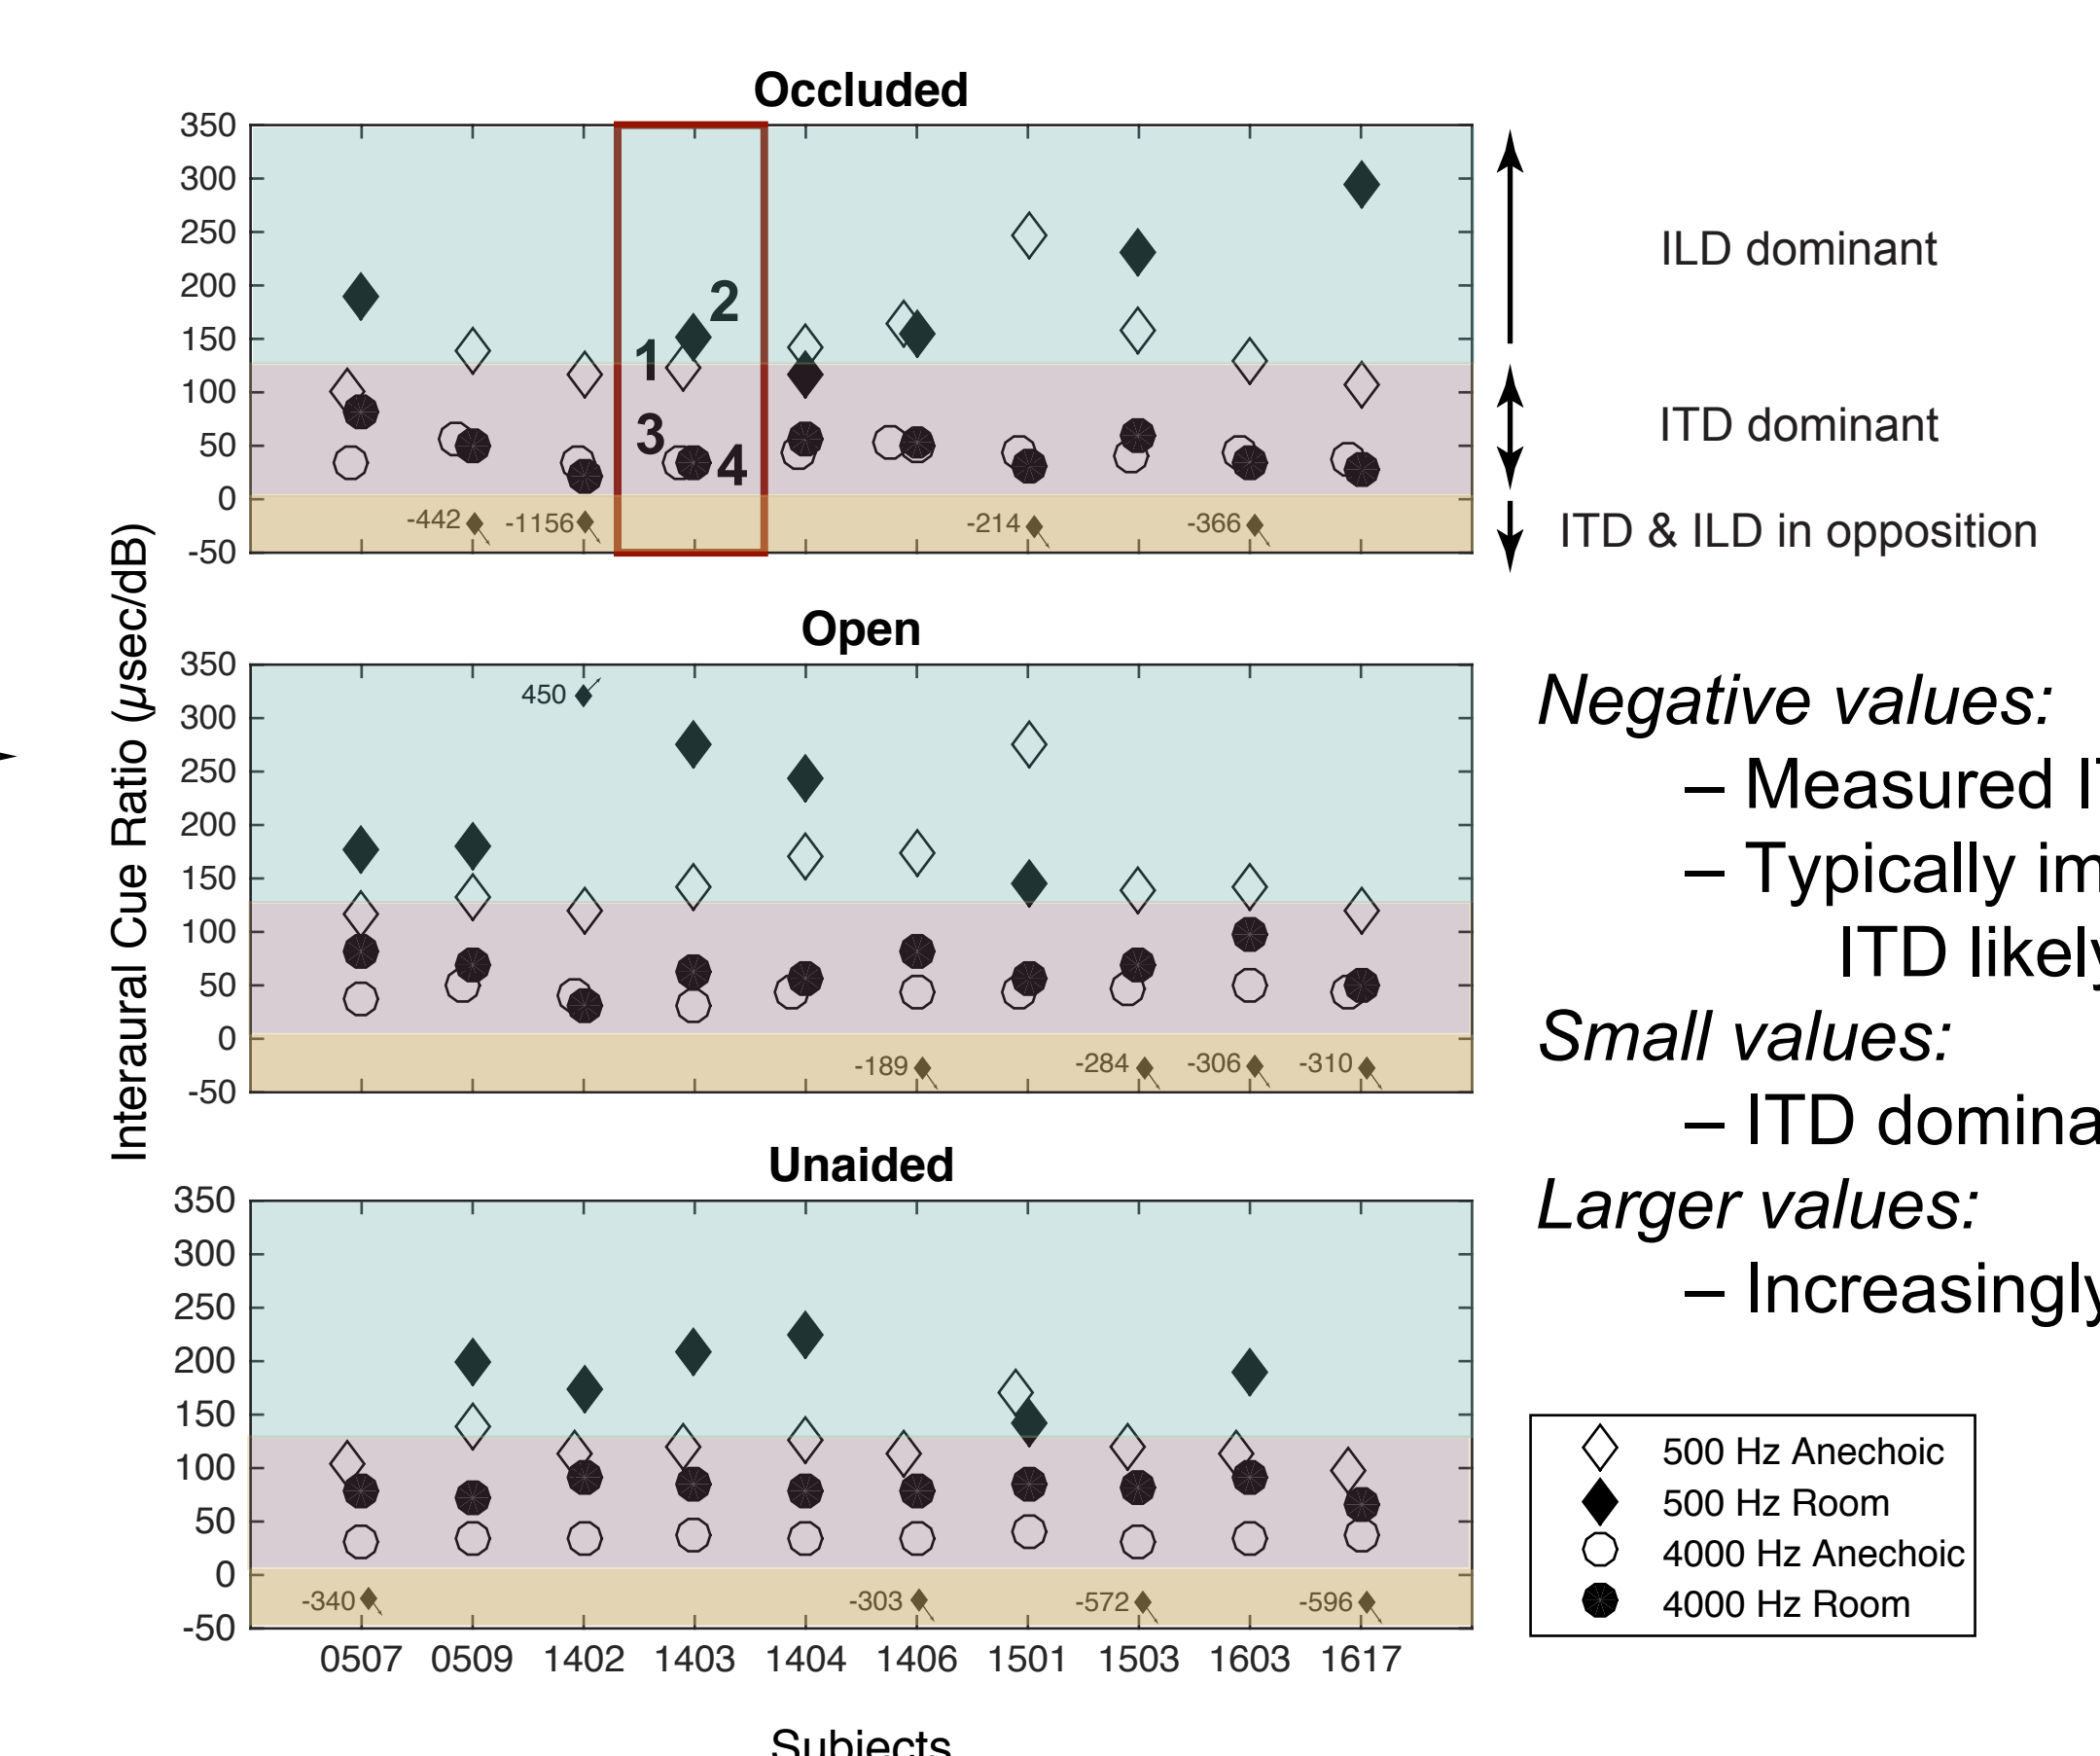 Occluded
350
300
250
200
150
100
50
0
-50
1
2
3
4
-442
-1156
-214
-366
ILD dominant
ITD dominant
ITD & ILD in opposition
Interaural Cue Ratio (µsec/dB)
Open
350
300
250
200
150
100
50
0
-50
450
-189
-284
-306
-310
Negative values:
– Measured
– Typically
ITD likely
Small values:
– ITD
Larger values:
– Increasingly
Unaided
350
300
250
200
150
100
50
0
-50
-340
-303
-572
-596
0507 0509 1402 1403 1404 1406 1501 1503 1603 1617
Subjects
500 Hz Anechoic
500 Hz Room
4000 Hz Anechoic
4000 Hz Room